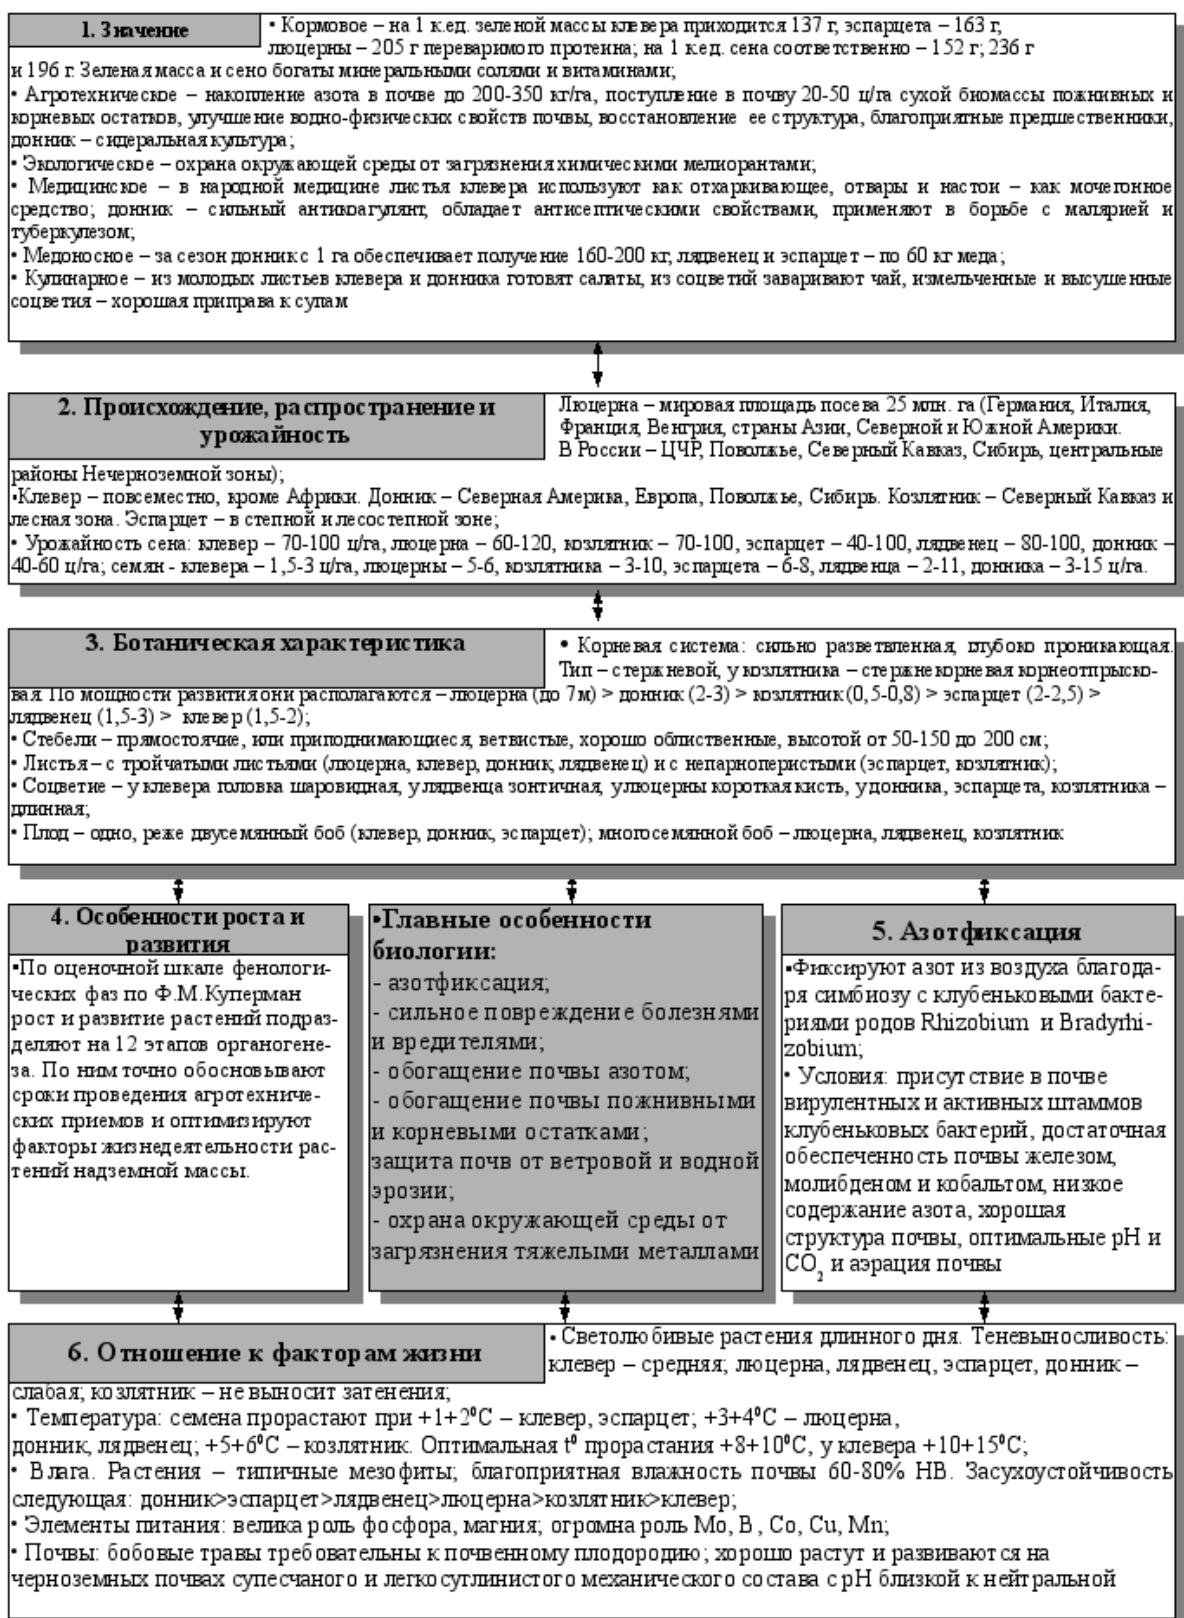 1. Значение
• Кормовое – на 1 к.ед. зеленой массы клевера приходится 137 г, эспарцета – 163 г,
люцерны – 205 г переваримого протеина; на 1 к.ед. сена соответственно – 152 г; 236 г
и 196 г. Зеленая масса и сено богаты минеральными солями и витаминами;
• Агротехническое – накопление азота в почве до 200-350 кг/га, поступление в почву 20-50 ц/га сухой биомассы пожнивных и
корневых остатков, улучшение водно-физических свойств почвы, восстановление ее структура, благоприятные предшественники,
донник – сидеральная культура;
• Экологическое – охрана окружающей среды от загрязнения химическими мелиорантами;
• Медицинское – в народной медицине листья клевера используют как отхаркивающее, отвары и настои – как мочегонное
средство; донник – сильный антикоагулянт, обладает антисептическими свойствами, применяют в борьбе с малярией и
туберкулезом;
• Медоносное – за сезон донник с 1 га обеспечивает получение 160-200 кг, лядвенец и эспарцет – по 60 кг меда;
• Кулинарное – из молодых листьев клевера и донника готовят салаты, из соцветий заваривают чай, измельченные и высушенные
соцветия – хорошая приправа к супам
2. Происхождение, распространение и
урожайность
Люцерна – мировая площадь посева 25 млн. га (Германия, Италия,
Франция, Венгрия, страны Азии, Северной и Южной Америки.
В России – ЦЧР, Поволжье, Северный Кавказ, Сибирь, центральные
районы Нечерноземной зоны);
•Клевер – повсеместно, кроме Африки. Донник – Северная Америка, Европа, Поволжье, Сибирь. Козлятник – Северный Кавказ и
лесная зона. Эспарцет – в степной и лесостепной зоне;
• Урожайность сена: клевер – 70-100 ц/га, люцерна – 60-120, козлятник – 70-100, эспарцет – 40-100, лядвенец – 80-100, донник –
40-60 ц/га; семян - клевера – 1,5-3 ц/га, люцерны – 5-6, козлятника – 3-10, эспарцета – 6-8, лядвенца – 2-11, донника – 3-15 ц/га.
3. Ботаническая характеристика
• Корневая система: сильно разветвленная, глубоко проникающая.
Тип – стержневой, у козлятника – стержнекорневая корнеотпрыско-
вая. По мощности развития они располагаются – люцерна (до 7м) > донник (2-3) > козлятник (0,5-0,8) > эспарцет (2-2,5) >
лядвенец (1,5-3) > клевер (1,5-2);
• Стебели – прямостоячие, или приподнимающиеся, ветвистые, хорошо облиственные, высотой от 50-150 до 200 см;
• Листья – с тройчатыми листьями (люцерна, клевер, донник, лядвенец) и с непарноперистыми (эспарцет, козлятник);
• Соцветие – у клевера головка шаровидная, у лядвенца зонтичная, у люцерны короткая кисть, у донника, эспарцета, козлятника –
длинная;
• Плод – одно, реже двусемянный боб (клевер, донник, эспарцет); многосемянной боб – люцерна, лядвенец, козлятник
4. Особенности роста и
развития
•По оценочной шкале фенологи-
ческих фаз по Ф.М.Куперман
рост и развитие растений подраз-
деляют на 12 этапов органогене-
за. По ним точно обосновывают
сроки проведения агротехниче-
ских приемов и оптимизируют
факторы жизнедеятельности рас-
тений надземной массы.
•Главные особенности
биологии:
- азотфиксация;
- сильное повреждение болезнями
и вредителями;
- обогащение почвы азотом;
- обогащение почвы пожнивными
и корневыми остатками;
защита почв от ветровой и водной
эрозии;
- охрана окружающей среды от
загрязнения тяжелыми металлами
5. Азотфиксация
•Фиксируют азот из воздуха благода-
ря симбиозу с клубеньковыми бакте-
риями родов Rhizobium и Bradyrhi-
zobium;
• Условия: присутствие в почве
вирулентных и активных штаммов
клубеньковых бактерий, достаточная
обеспеченность почвы железом,
молибденом и кобальтом, низкое
содержание азота, хорошая
структура почвы, оптимальные pH и
CO₂ и аэрация почвы
6. Отношение к факторам жизни
• Светолюбивые растения длинного дня. Теневыносливость:
клевер – средняя; люцерна, лядвенец, эспарцет, донник –
слабая; козлятник – не выносит затенения;
• Температура: семена прорастают при +1+2⁰С – клевер, эспарцет; +3+4⁰С – люцерна,
донник, лядвенец; +5+6⁰С – козлятник. Оптимальная t⁰ прорастания +8+10⁰С, у клевера +10+15⁰С;
• Влага. Растения – типичные мезофиты; благоприятная влажность почвы 60-80% НВ. Засухоустойчивость
следующая: донник>эспарцет>лядвенец>люцерна>козлятник>клевер;
• Элементы питания: велика роль фосфора, магния; огромна роль Mo, B , Co, Cu, Mn;
• Почвы: бобовые травы требовательны к почвенному плодородию; хорошо растут и развиваются на
черноземных почвах супесчаного и легкосуглинистого механического состава с pH близкой к нейтральной